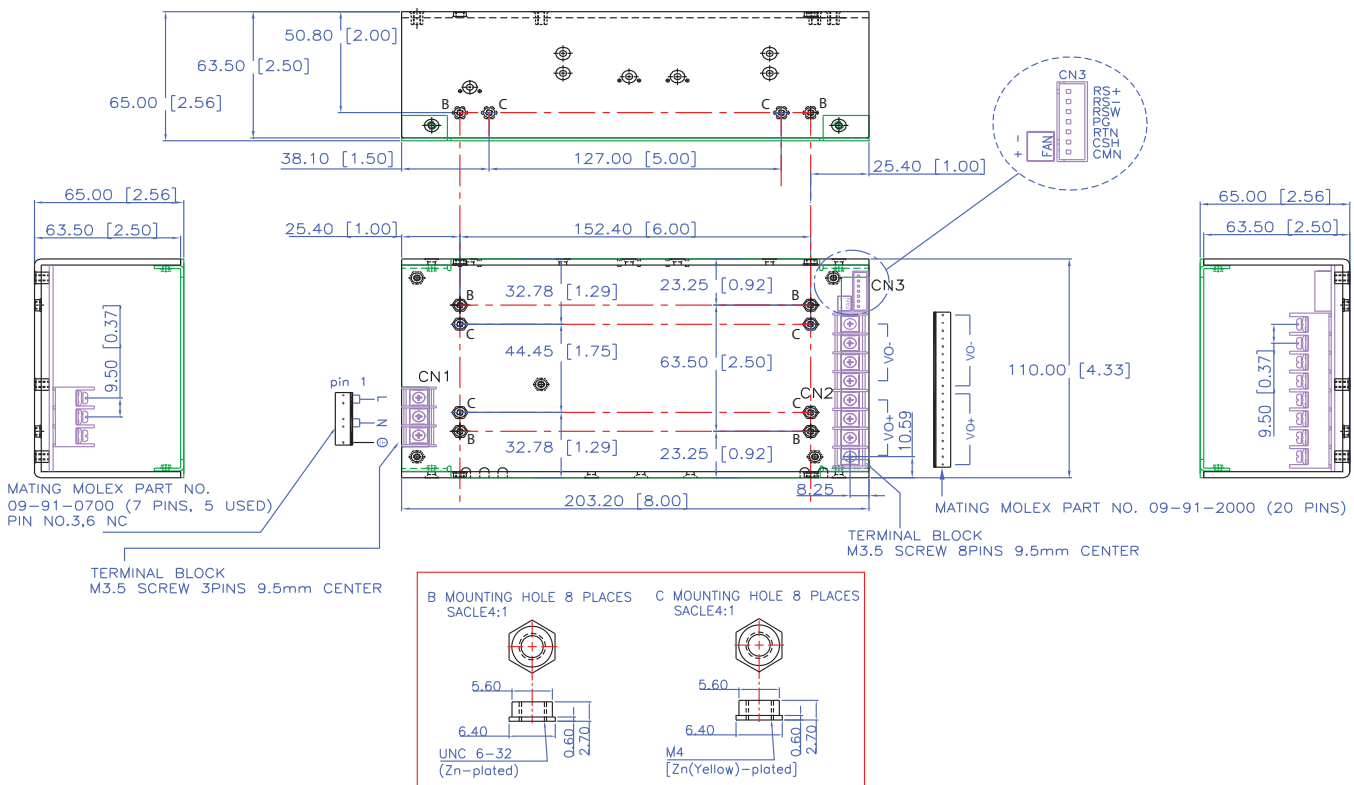 50.80 [2.00]
63.50 [2.50]
65.00 [2.56]
B
C
C
B
38.10 [1.50]
127.00 [5.00]
25.40 [1.00]
CN3
RS+
RS-
RSW
PG
RTN
CSH
CMN
+ -
FAN
65.00 [2.56]
63.50 [2.50]
9.50 [0.37]
25.40 [1.00]
152.40 [6.00]
32.78 [1.29]
23.25 [0.92]
B
C
B
C
44.45 [1.75]
63.50 [2.50]
CN1
CN2
CN3
FAN
C
B
C
B
32.78 [1.29]
23.25 [0.92]
VO-
VO+
10.59
8.25
203.20 [8.00]
110.00 [4.33]
VO-
VO+
65.00 [2.56]
63.50 [2.50]
9.50 [0.37]
pin 1
L
N
MATING MOLEX PART NO.
09-91-0700 (7 PINS, 5 USED)
PIN NO.3,6 NC
TERMINAL BLOCK
M3.5 SCREW 3PINS 9.5mm CENTER
MATING MOLEX PART NO. 09-91-2000 (20 PINS)
TERMINAL BLOCK
M3.5 SCREW 8PINS 9.5mm CENTER
B MOUNTING HOLE 8 PLACES
SACLE4:1
5.60
6.40
0.60
2.70
UNC 6-32
(Zn-plated)
C MOUNTING HOLE 8 PLACES
SACLE4:1
5.60
6.40
0.60
2.70
M4
[Zn(Yellow)-plated]